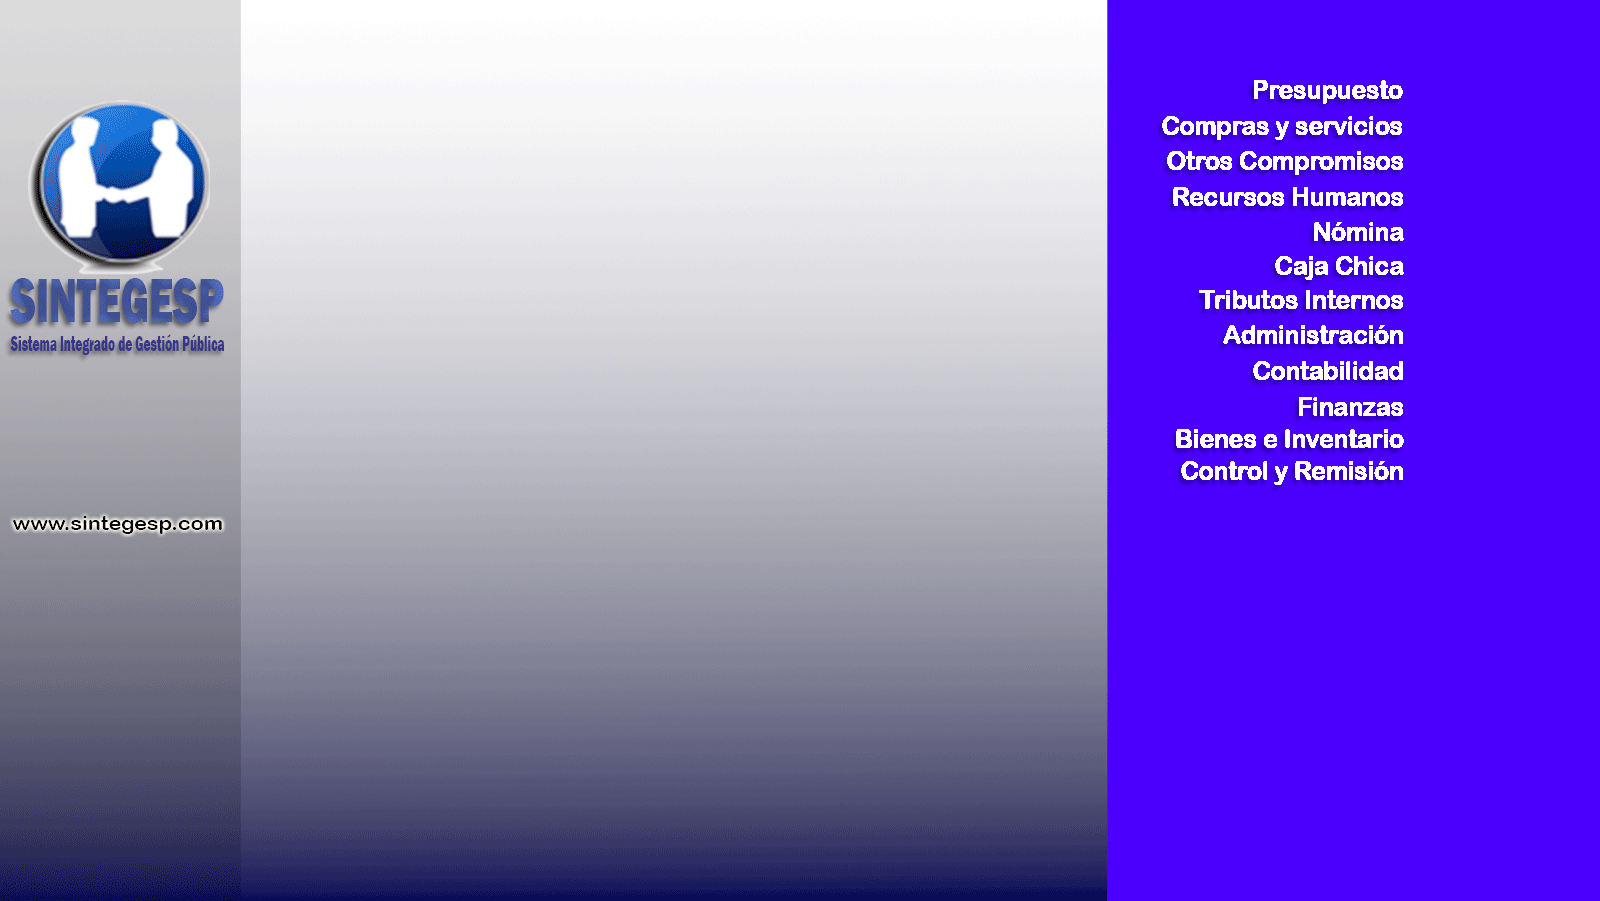 SINTEGESP
Sistema Integrado de Gestión Pública
www.sintegesp.com
Presupuesto
Compras y servicios
Otros Compromisos
Recursos Humanos
Nómina
Caja Chica
Tributos Internos
Administración
Contabilidad
Finanzas
Bienes e Inventario
Control y Remisión